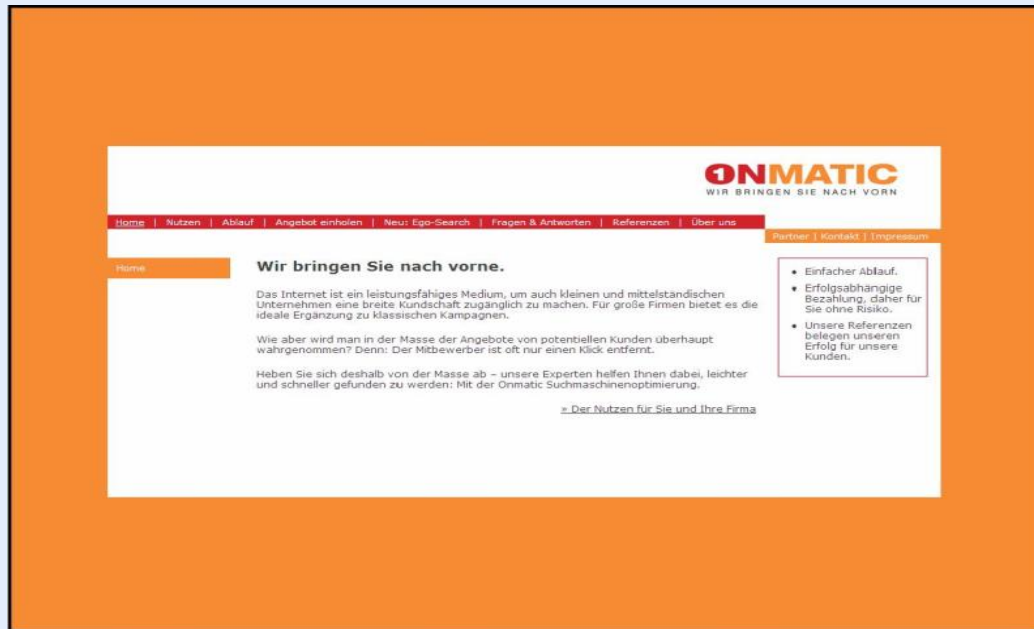 ONMATIC
WIR BRINGEN SIE NACH VORN
Home | Nutzen | Ablauf | Angebot einholen | Neu: Ego-Search | Fragen & Antworten | Referenzen | Über uns
Partner | Kontakt | Impressum
Home
Wir bringen Sie nach vorne.
Das Internet ist ein leistungsfähiges Medium, um auch kleinen und mittelständischen
Unternehmen eine breite Kundschaft zugänglich zu machen. Für große Firmen bietet es die
ideale Ergänzung zu klassischen Kampagnen.
Wie aber wird man in der Masse der Angebote von potentiellen Kunden überhaupt
wahrgenommen? Denn: Der Mitbewerber ist oft nur einen Klick entfernt.
Heben Sie sich deshalb von der Masse ab – unsere Experten helfen Ihnen dabei, leichter
und schneller gefunden zu werden: Mit der Onmatic Suchmaschinenoptimierung.
» Der Nutzen für Sie und Ihre Firma
• Einfacher Ablauf.
• Erfolgsabhängige
Bezahlung, daher für
Sie ohne Risiko.
• Unsere Referenzen
belegen unseren
Erfolg für unsere
Kunden.